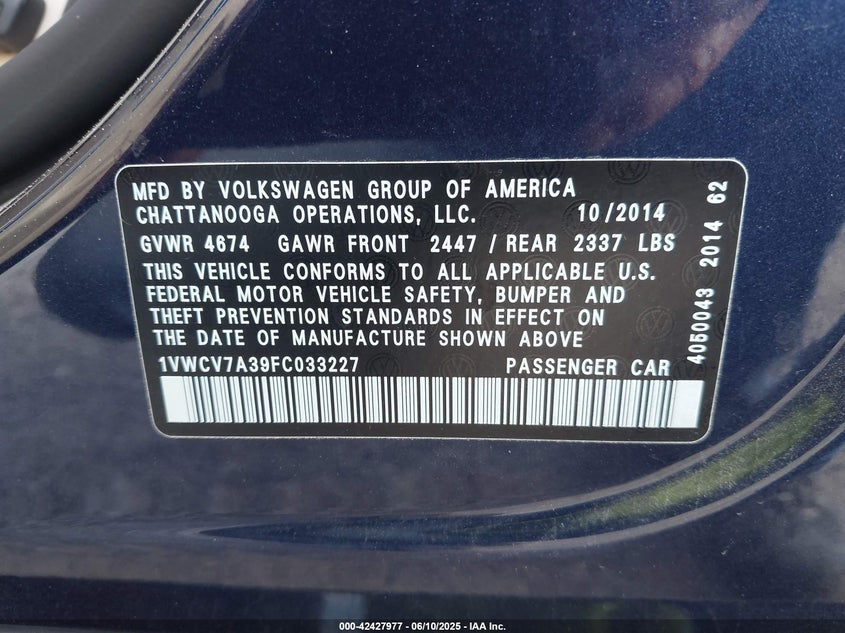 MFD BY VOLKSWAGEN GROUP OF AMERICA
CHATTANOOGA OPERATIONS, LLC. 10/2014
GVWR 4674 GAWR FRONT 2447 / REAR 2337 LBS
THIS VEHICLE CONFORMS TO ALL APPLICABLE U.S.
FEDERAL MOTOR VEHICLE SAFETY, BUMPER AND
THEFT PREVENTION STANDARDS IN EFFECT ON
THE DATE OF MANUFACTURE SHOWN ABOVE
1VWCV7A39FC033227 PASSENGER CAR
4050043 2014 62
000-42427977 - 06/10/2025 - IAA Inc.